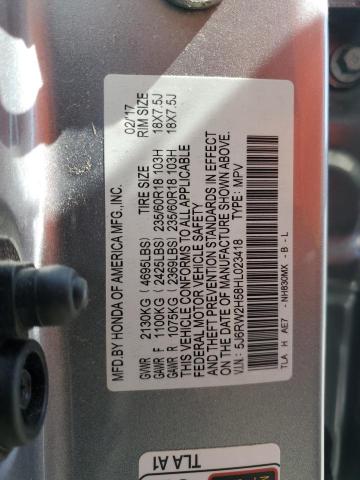 MFD.BY HONDA OF AMERICA MFG., INC. 02/17
TIRE SIZE RIM SIZE
GVWR 2130KG (4695LBS)
GAWR F 1100KG (2425LBS) 235/60R18 103H 18X7.5J
GAWR R 1075KG (2369LBS) 235/60R18 103H 18X7.5J
THIS VEHICLE CONFORMS TO ALL APPLICABLE
FEDERAL MOTOR VEHICLE SAFETY
AND THEFT PREVENTION STANDARDS IN EFFECT
ON THE DATE OF MANUFACTURE SHOWN ABOVE.
V.I.N.: 5J6RW2H58HL023418 TYPE: MPV
TLA H AE7 - NH830MX - B - L
TLA A1